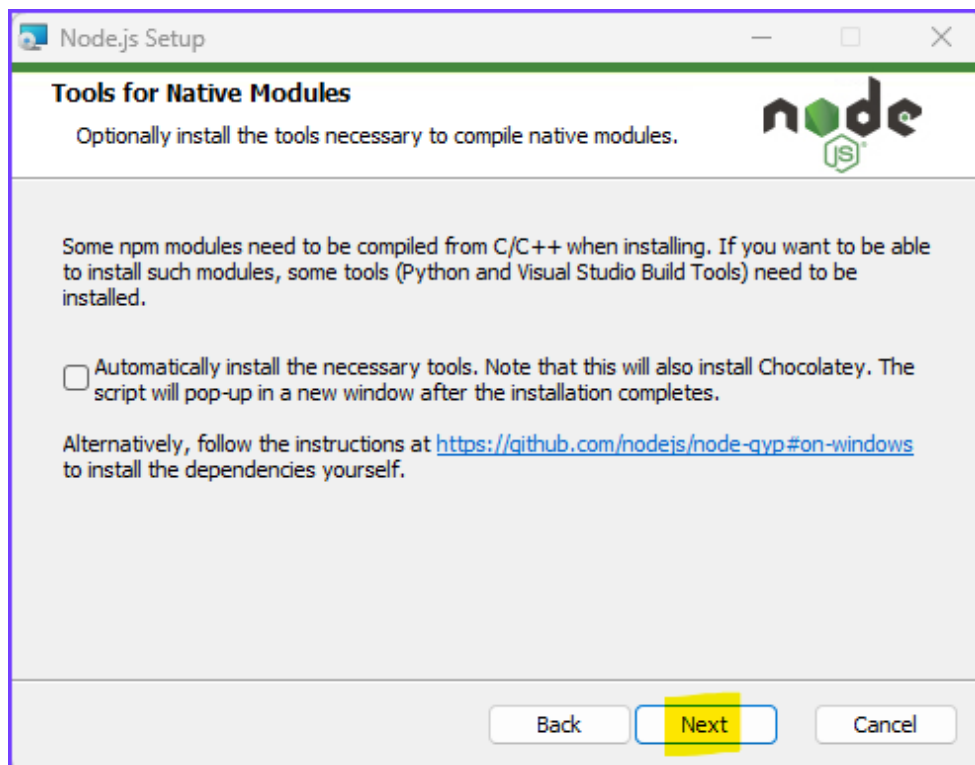 Node.js Setup
Tools for Native Modules
Optionally install the tools necessary to compile native modules.
node
JS
Some npm modules need to be compiled from C/C++ when installing. If you want to be able
to install such modules, some tools (Python and Visual Studio Build Tools) need to be
installed.
Automatically install the necessary tools. Note that this will also install Chocolatey. The
script will pop-up in a new window after the installation completes.
Alternatively, follow the instructions at https://github.com/nodejs/node-gyp#on-windows
to install the dependencies yourself.
Back
Next
Cancel